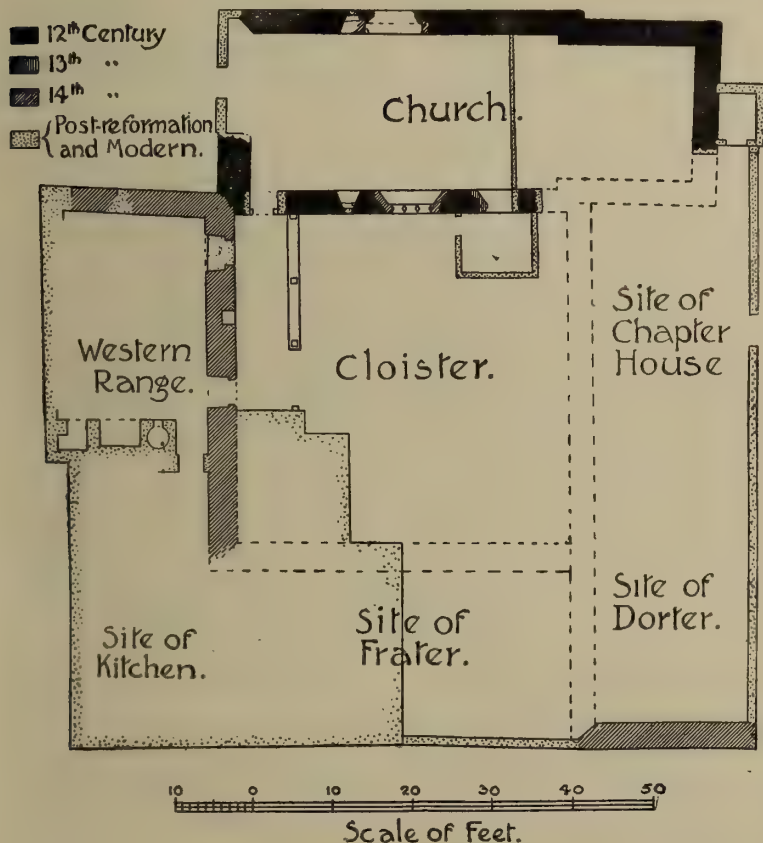 12th Century
13th "
14th "
Post-reformation
and Modern.
Church.
Western
Range.
Cloister.
Site of
Chapter
House
Site of
Kitchen.
Site of
Frater.
Site of
Dorter.
10 0 10 20 30 40 50
Scale of Feet.